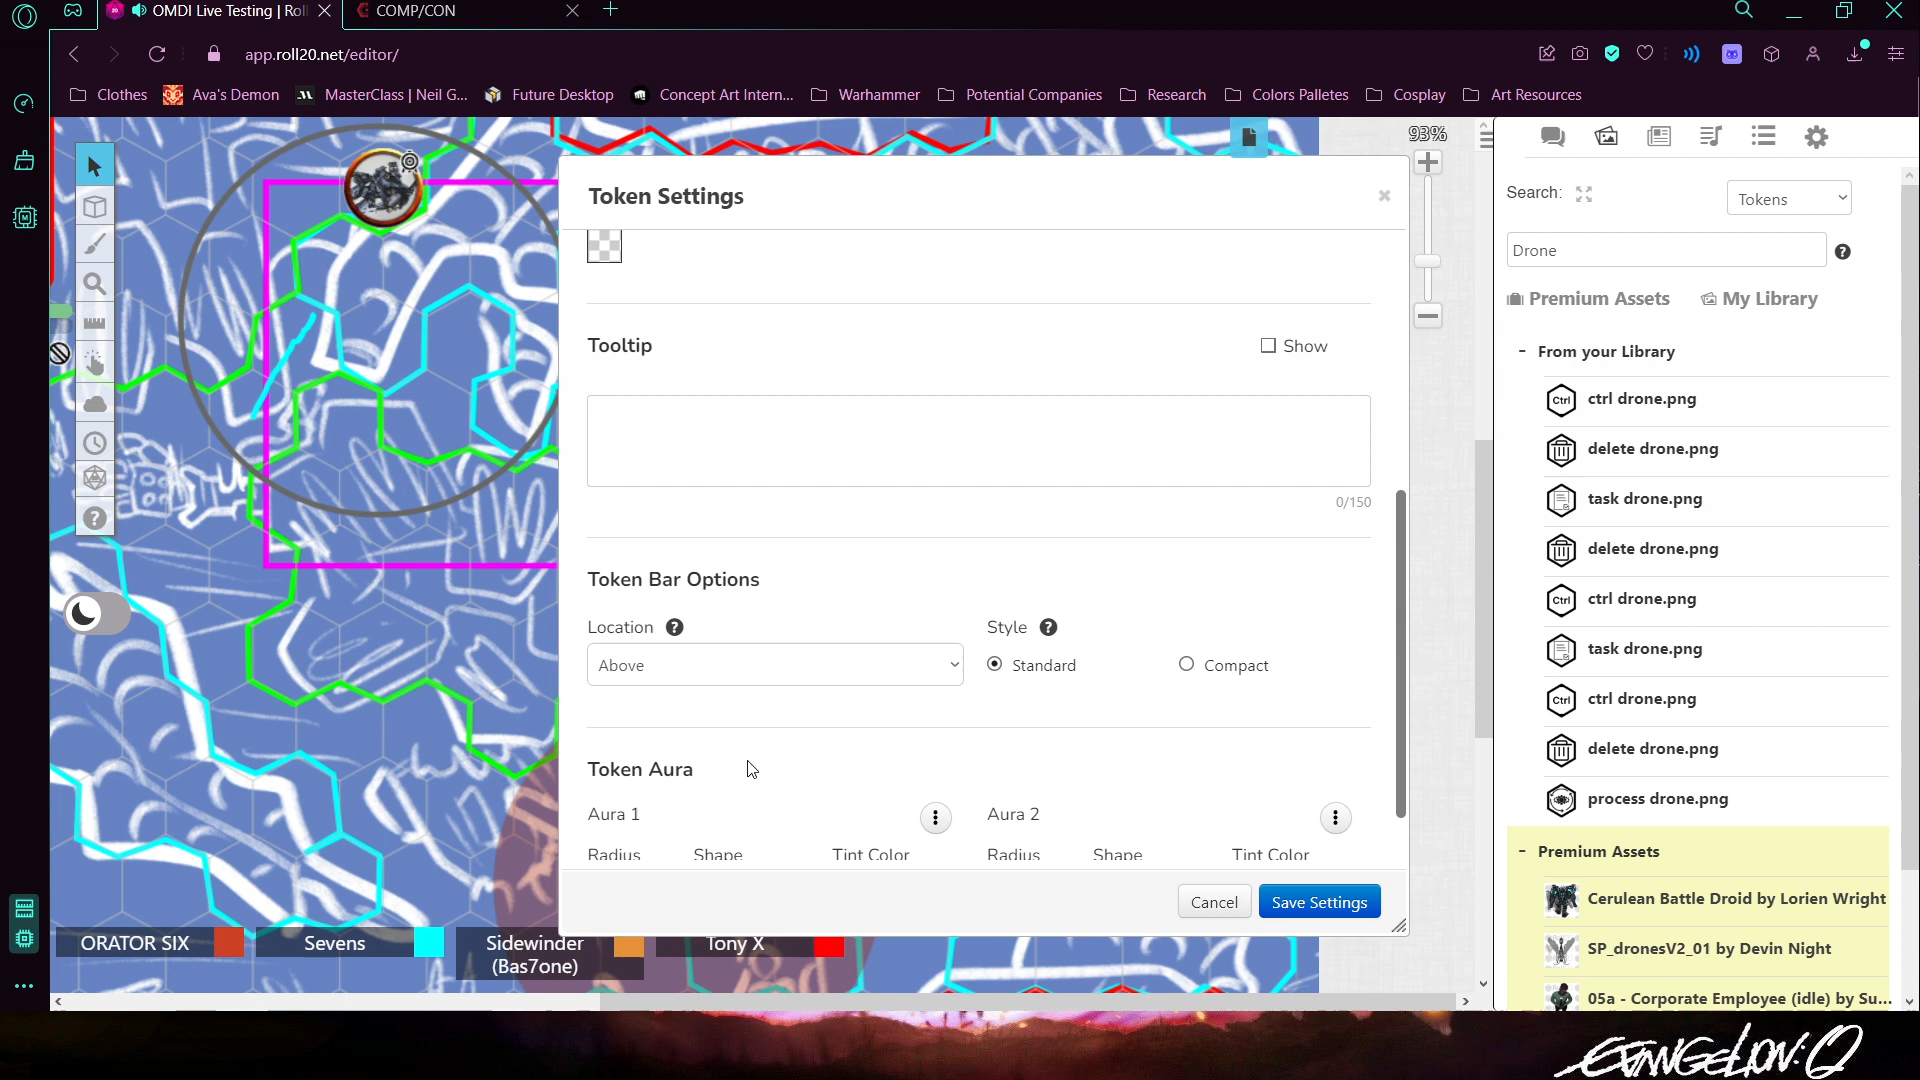 OMDI Live Testing | Roll
COMP/CON
app.roll20.net/editor/
Clothes
Ava's Demon
MasterClass | Neil G...
Future Desktop
Concept Art Intern...
Warhammer
Potential Companies
Research
Colors Palletes
Cosplay
Art Resources
93%
Token Settings
Search:
Tokens
Drone
Premium Assets
My Library
Tooltip
Show
0/150
Token Bar Options
Location
Style
Above
Standard
Compact
Token Aura
Aura 1
Aura 2
Radius
Shape
Tint Color
Radius
Shape
Tint Color
Cancel
Save Settings
- From your Library
Ctrl
ctrl drone.png
delete drone.png
task drone.png
delete drone.png
Ctrl
ctrl drone.png
task drone.png
Ctrl
ctrl drone.png
delete drone.png
process drone.png
- Premium Assets
Cerulean Battle Droid by Lorien Wright
SP_dronesV2_01 by Devin Night
05a - Corporate Employee (idle) by Su...
ORATOR SIX
Sevens
Sidewinder
(Bas7one)
Tony X